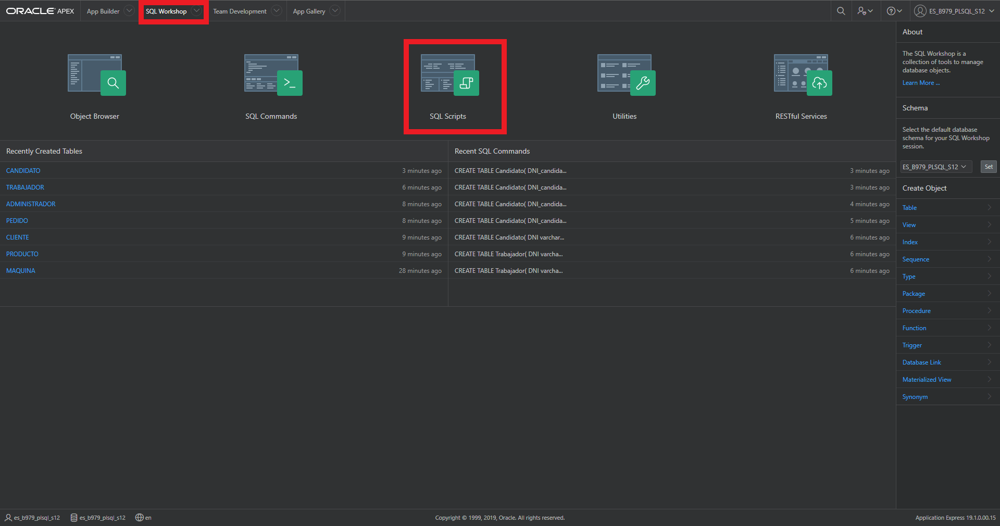 ORACLE APEX App Builder SQL Workshop Team Development App Gallery ES_B979_PLSQL_S12
Object Browser
SQL Commands
SQL Scripts
Utilities
RESTful Services
Recently Created Tables
CANDIDATO 3 minutes ago
TRABAJADOR 6 minutes ago
ADMINISTRADOR 8 minutes ago
PEDIDO 8 minutes ago
CLIENTE 9 minutes ago
PRODUCTO 9 minutes ago
MAQUINA 28 minutes ago
Recent SQL Commands
CREATE TABLE Candidato( DNI_candida... 3 minutes ago
CREATE TABLE Candidato( DNI_candida... 3 minutes ago
CREATE TABLE Candidato( DNI_candida... 4 minutes ago
CREATE TABLE Candidato( DNI_candida... 5 minutes ago
CREATE TABLE Candidato( DNI varchar... 6 minutes ago
CREATE TABLE Trabajador( DNI varcha... 6 minutes ago
CREATE TABLE Trabajador( DNI varcha... 6 minutes ago
About
The SQL Workshop is a
collection of tools to manage
database objects.
Learn More ...
Schema
Select the default database
schema for your SQL Workshop
session.
ES_B979_PLSQL_S12 Set
Create Object
Table
View
Index
Sequence
Type
Package
Procedure
Function
Trigger
Database Link
Materialized View
Synonym
es_b979_plsql_s12 es_b979_plsql_s12 en
Copyright © 1999, 2019, Oracle. All rights reserved.
Application Express 19.1.0.00.15